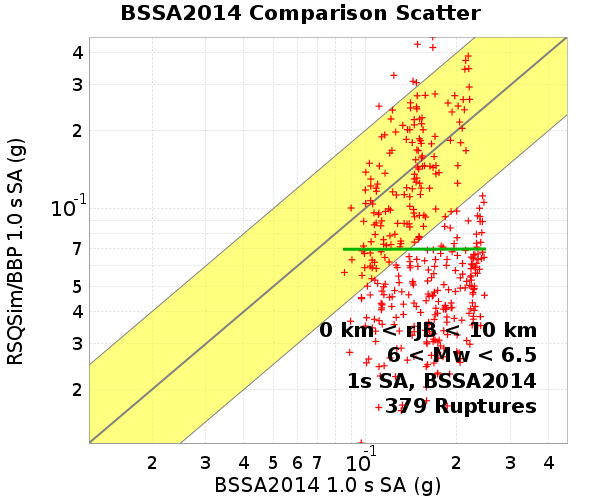 BSSA2014 Comparison Scatter
RSQSim/BBP 1.0 s SA (g)
4
3
2
10-1
7
5
4
3
2
0 km < rJB < 10 km
6 < Mw < 6.5
1s SA, BSSA2014
379 Ruptures
2 3 4 5 6 7 10-1 2 3 4
BSSA2014 1.0 s SA (g)